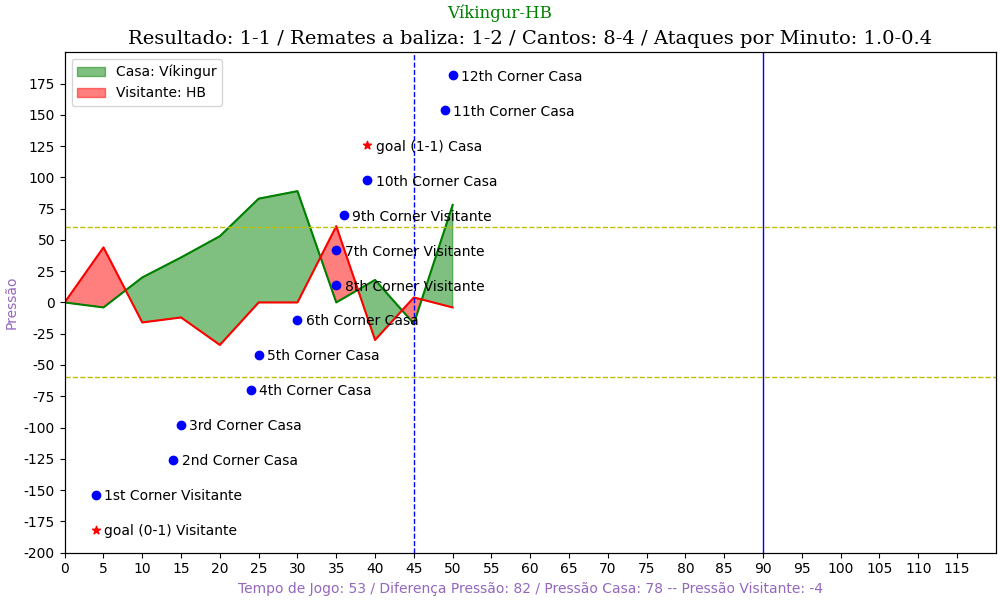 Víkingur-HB
Resultado: 1-1 / Remates a baliza: 1-2 / Cantos: 8-4 / Ataques por Minuto: 1.0-0.4
Casa: Víkingur
Visitante: HB
12th Corner Casa
11th Corner Casa
goal (1-1) Casa
10th Corner Casa
9th Corner Visitante
7th Corner Visitante
8th Corner Visitante
6th Corner Casa
5th Corner Casa
4th Corner Casa
3rd Corner Casa
2nd Corner Casa
1st Corner Visitante
goal (0-1) Visitante
Pressão
175
150
125
100
75
50
25
0
-25
-50
-75
-100
-125
-150
-175
-200
0 5 10 15 20 25 30 35 40 45 50 55 60 65 70 75 80 85 90 95 100 105 110 115
Tempo de Jogo: 53 / Diferença Pressão: 82 / Pressão Casa: 78 -- Pressão Visitante: -4